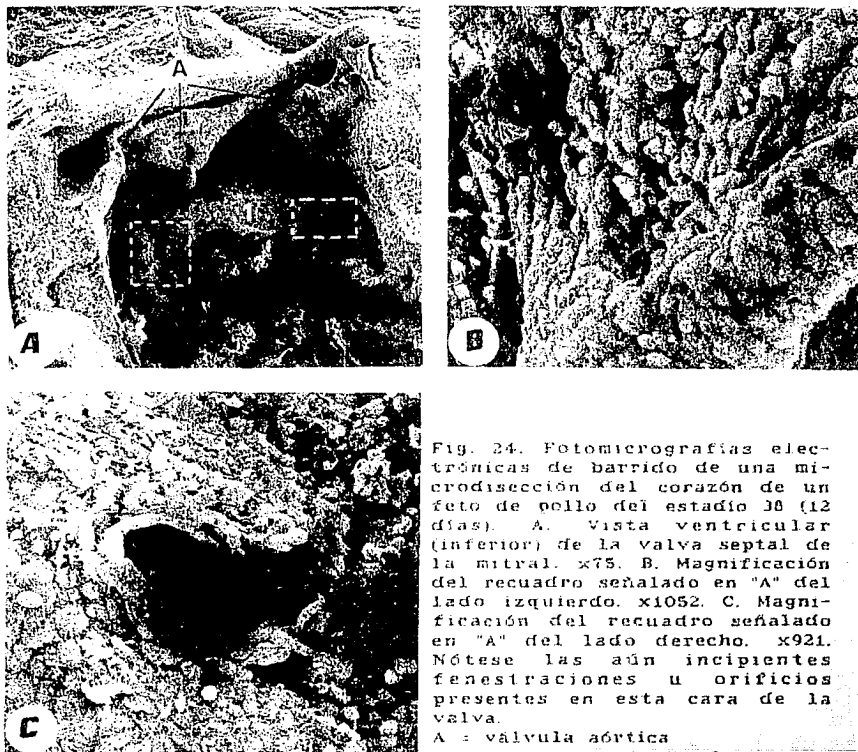 A
1
A
B
C
Fig. 24. Fotomicrografías elec-
trónicas de barrido de una mi-
crodisección del corazón de un
feto de pollo del estadío 38 (12
días). A. Vista ventricular
(inferior) de la valva septal de
la mitral. x75. B. Magnificación
del recuadro señalado en "A" del
lado izquierdo. x1052. C. Magni-
ficación del recuadro señalado
en "A" del lado derecho. x921.
Nótese las aún incipientes
fenestraciones u orificios
presentes en esta cara de la
valva.
A = válvula aórtica